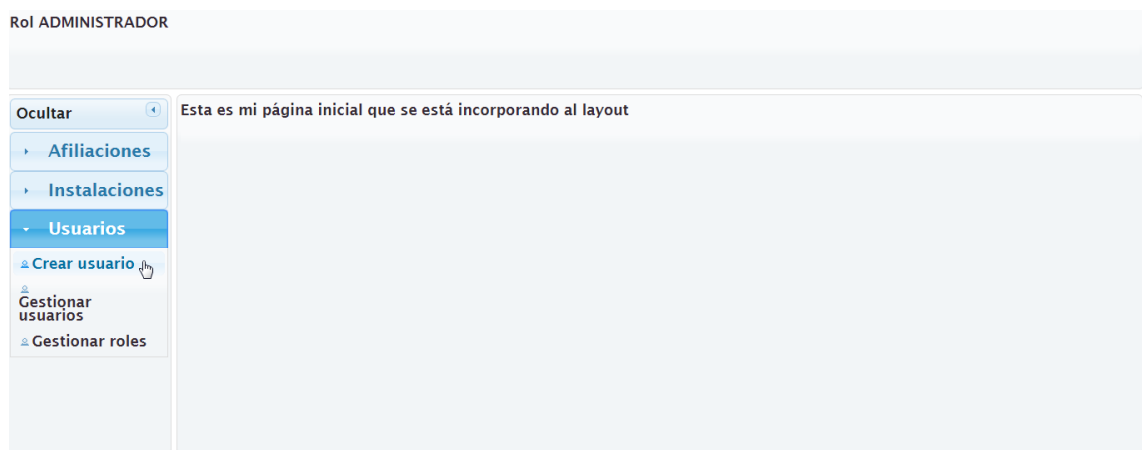 Rol ADMINISTRADOR
Ocultar
Esta es mi página inicial que se está incorporando al layout
Afiliaciones
Instalaciones
Usuarios
Crear usuario
Gestionar
usuarios
Gestionar roles